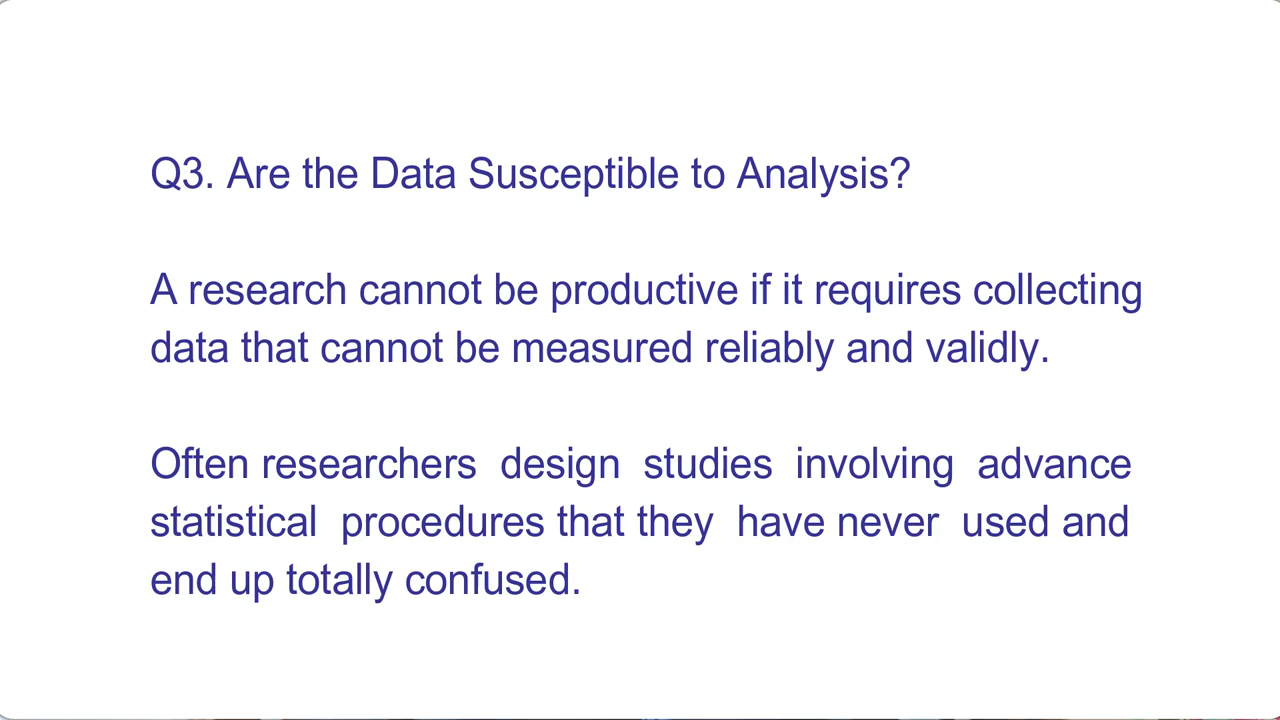 Q3. Are the Data Susceptible to Analysis?
A research cannot be productive if it requires collecting
data that cannot be measured reliably and validly.
Often researchers design studies involving advance
statistical procedures that they have never used and
end up totally confused.